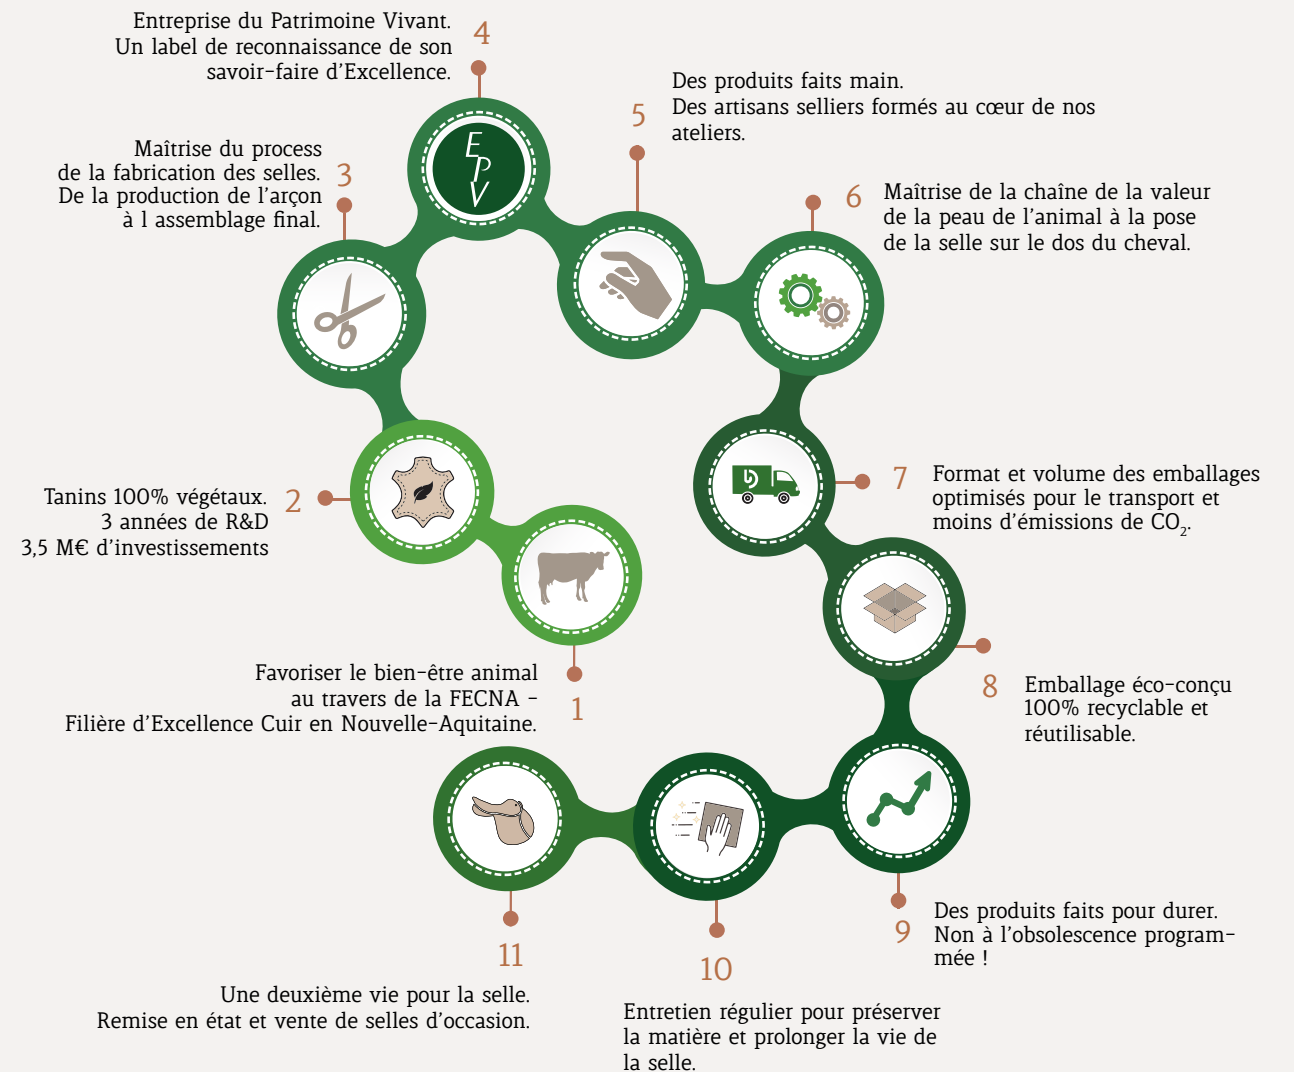 Entreprise du Patrimoine Vivant.
Un label de reconnaissance de son
savoir-faire d'Excellence.
4
E
P
V
Des produits faits main.
Des artisans selliers formés au cœur de nos
ateliers.
5
Maîtrise du process
de la fabrication des selles.
De la production de l'arçon
à l assemblage final.
3
6
Maîtrise de la chaîne de la valeur
de la peau de l'animal à la pose
de la selle sur le dos du cheval.
Tanins 100% végétaux.
3 années de R&D
3,5 M€ d'investissements
2
7
Format et volume des emballages
optimisés pour le transport et
moins d'émissions de CO₂.
Favoriser le bien-être animal
au travers de la FECNA -
Filière d'Excellence Cuir en Nouvelle-Aquitaine.
1
8
Emballage éco-conçu
100% recyclable et
réutilisable.
9
Des produits faits pour durer.
Non à l'obsolescence program-
mée !
10
Entretien régulier pour préserver
la matière et prolonger la vie de
la selle.
11
Une deuxième vie pour la selle.
Remise en état et vente de selles d'occasion.